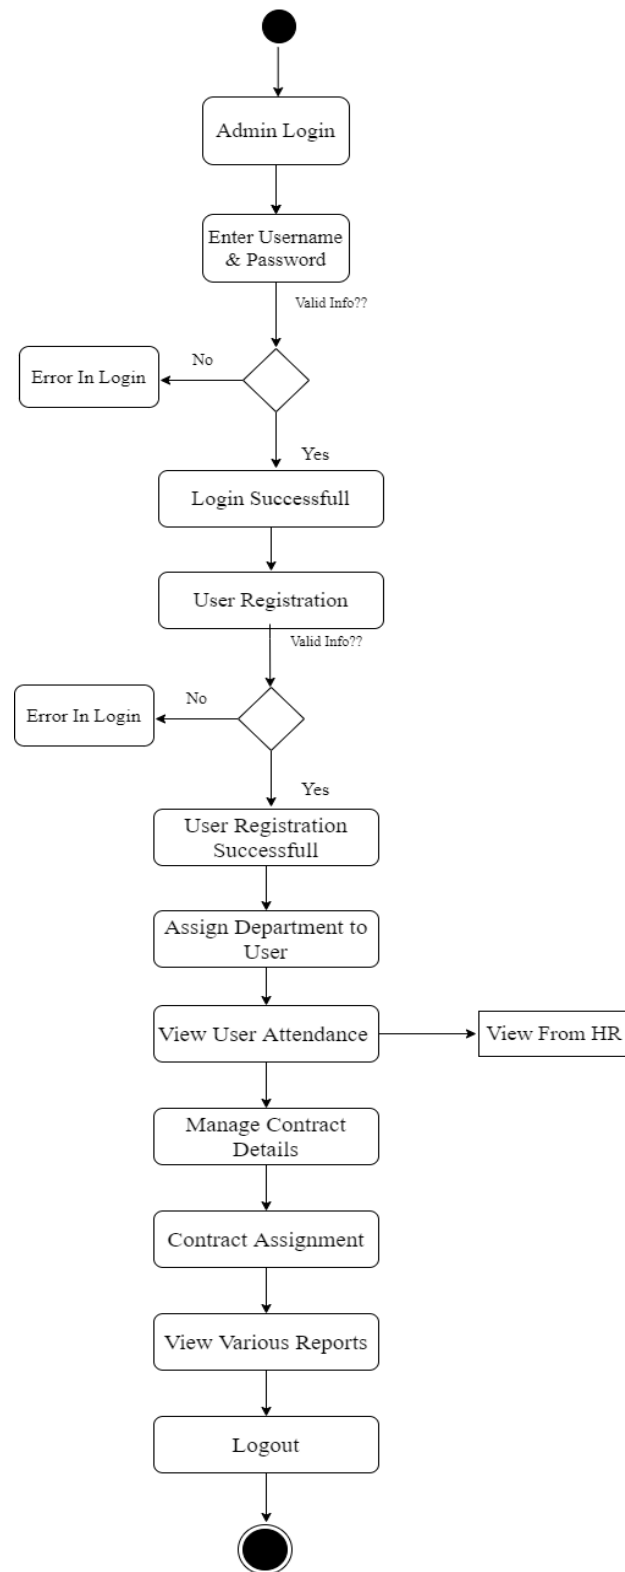 Admin Login
Enter Username
& Password
Valid Info??
No
Error In Login
Yes
Login Successfull
User Registration
Valid Info??
No
Error In Login
Yes
User Registration
Successfull
Assign Department to
User
View User Attendance
View From HR
Manage Contract
Details
Contract Assignment
View Various Reports
Logout